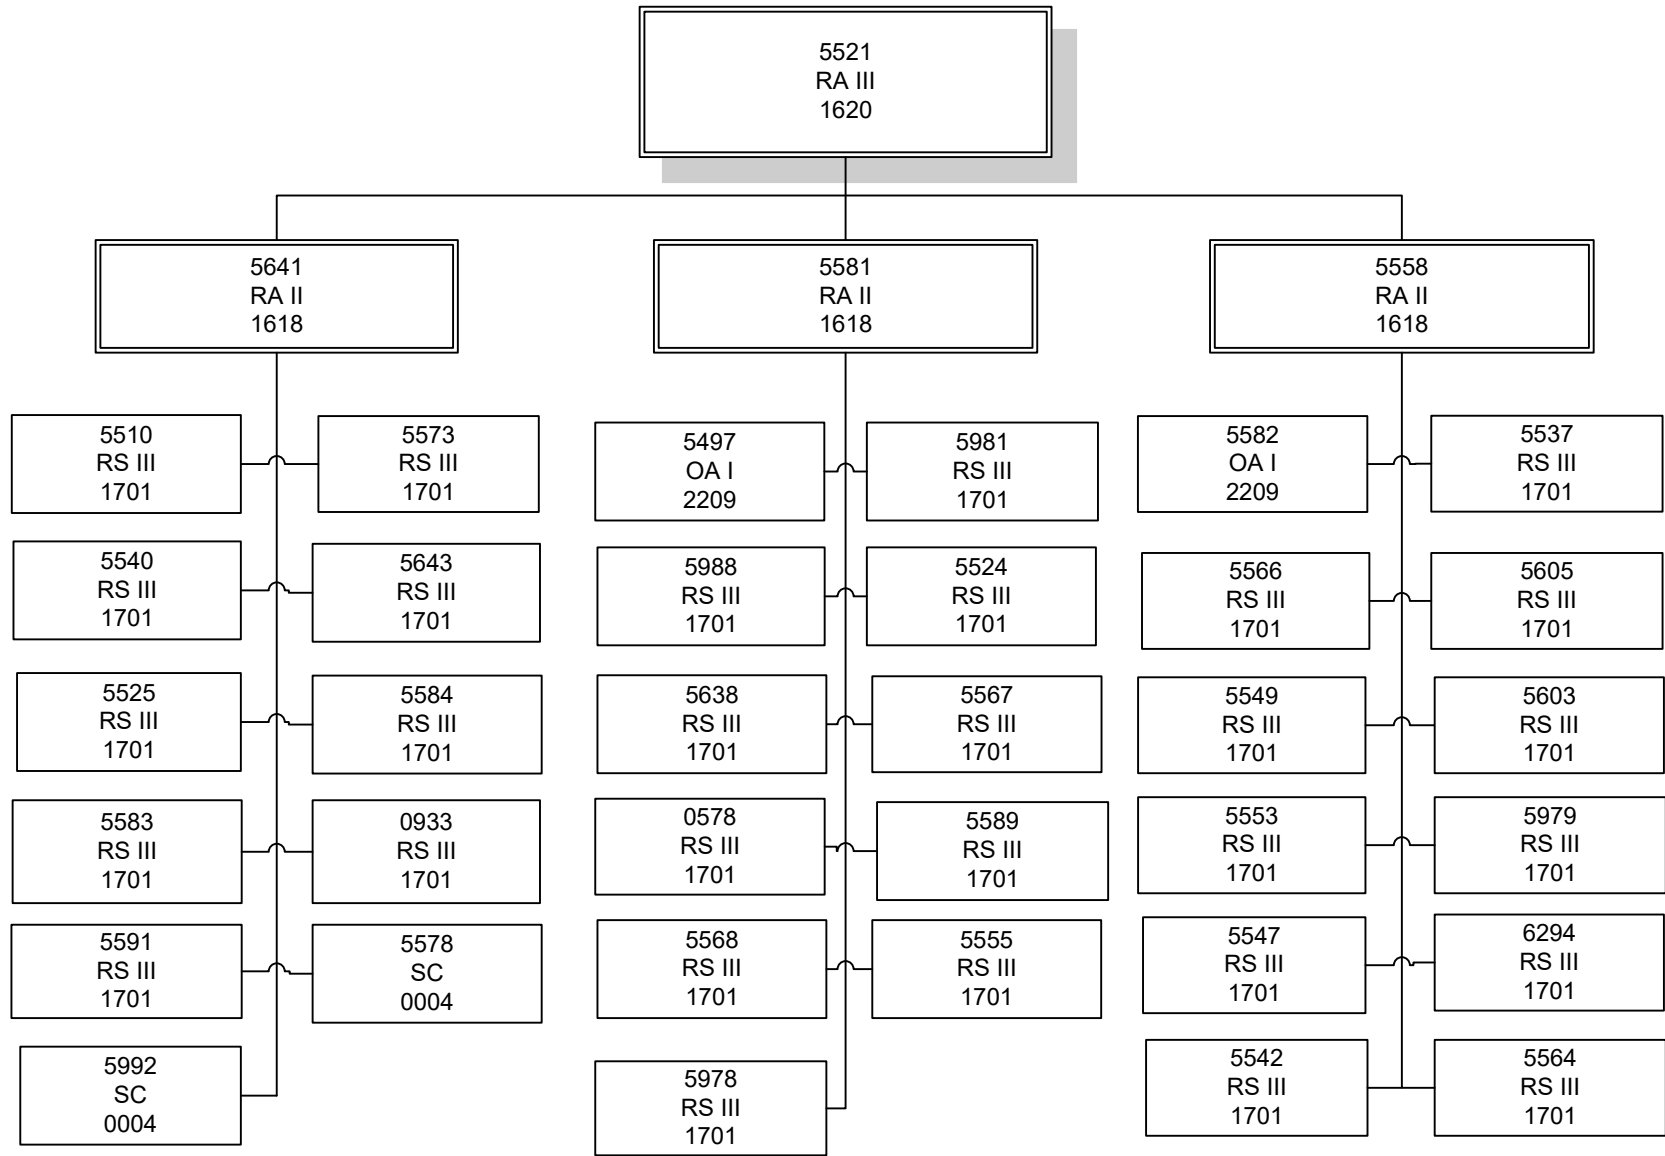 5521
RA III
1620
5641
RA II
1618
5581
RA II
1618
5558
RA II
1618
5510
RS III
1701
5573
RS III
1701
5497
OA I
2209
5981
RS III
1701
5582
OA I
2209
5537
RS III
1701
5540
RS III
1701
5643
RS III
1701
5988
RS III
1701
5524
RS III
1701
5566
RS III
1701
5605
RS III
1701
5525
RS III
1701
5584
RS III
1701
5638
RS III
1701
5567
RS III
1701
5549
RS III
1701
5603
RS III
1701
5583
RS III
1701
0933
RS III
1701
0578
RS III
1701
5589
RS III
1701
5553
RS III
1701
5979
RS III
1701
5591
RS III
1701
5578
SC
0004
5568
RS III
1701
5555
RS III
1701
5547
RS III
1701
6294
RS III
1701
5992
SC
0004
5978
RS III
1701
5542
RS III
1701
5564
RS III
1701